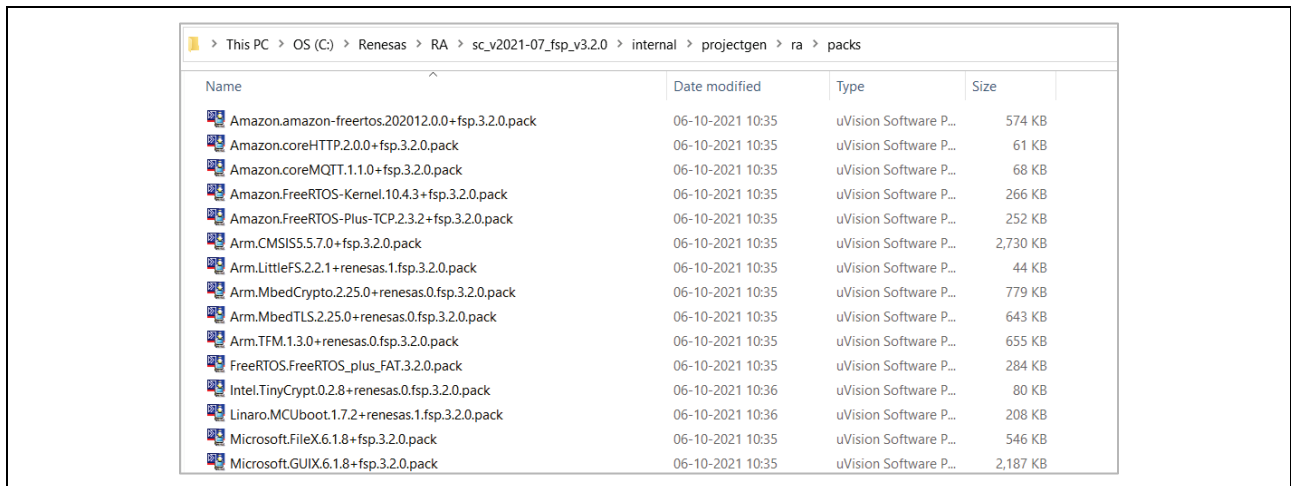 > This PC > OS (C:) > Renesas > RA > sc_v2021-07_fsp_v3.2.0 > internal > projectgen > ra > packs
Name Date modified Type Size
Amazon.amazon-freertos.202012.0.0+fsp.3.2.0.pack 06-10-2021 10:35 uVision Software P... 574 KB
Amazon.coreHTTP.2.0.0+fsp.3.2.0.pack 06-10-2021 10:35 uVision Software P... 61 KB
Amazon.coreMQTT.1.1.0+fsp.3.2.0.pack 06-10-2021 10:35 uVision Software P... 68 KB
Amazon.FreeRTOS-Kernel.10.4.3+fsp.3.2.0.pack 06-10-2021 10:35 uVision Software P... 266 KB
Amazon.FreeRTOS-Plus-TCP.2.3.2+fsp.3.2.0.pack 06-10-2021 10:35 uVision Software P... 252 KB
Arm.CMSIS5.5.7.0+fsp.3.2.0.pack 06-10-2021 10:35 uVision Software P... 2,730 KB
Arm.LittleFS.2.2.1+renesas.1.fsp.3.2.0.pack 06-10-2021 10:35 uVision Software P... 44 KB
Arm.MbedCrypto.2.25.0+renesas.0.fsp.3.2.0.pack 06-10-2021 10:35 uVision Software P... 779 KB
Arm.MbedTLS.2.25.0+renesas.0.fsp.3.2.0.pack 06-10-2021 10:35 uVision Software P... 643 KB
Arm.TFM.1.3.0+renesas.0.fsp.3.2.0.pack 06-10-2021 10:35 uVision Software P... 655 KB
FreeRTOS.FreeRTOS_plus_FAT.3.2.0.pack 06-10-2021 10:35 uVision Software P... 284 KB
Intel.TinyCrypt.0.2.8+renesas.0.fsp.3.2.0.pack 06-10-2021 10:36 uVision Software P... 80 KB
Linaro.MCUboot.1.7.2+renesas.1.fsp.3.2.0.pack 06-10-2021 10:36 uVision Software P... 208 KB
Microsoft.FileX.6.1.8+fsp.3.2.0.pack 06-10-2021 10:35 uVision Software P... 546 KB
Microsoft.GUIX.6.1.8+fsp.3.2.0.pack 06-10-2021 10:35 uVision Software P... 2,187 KB